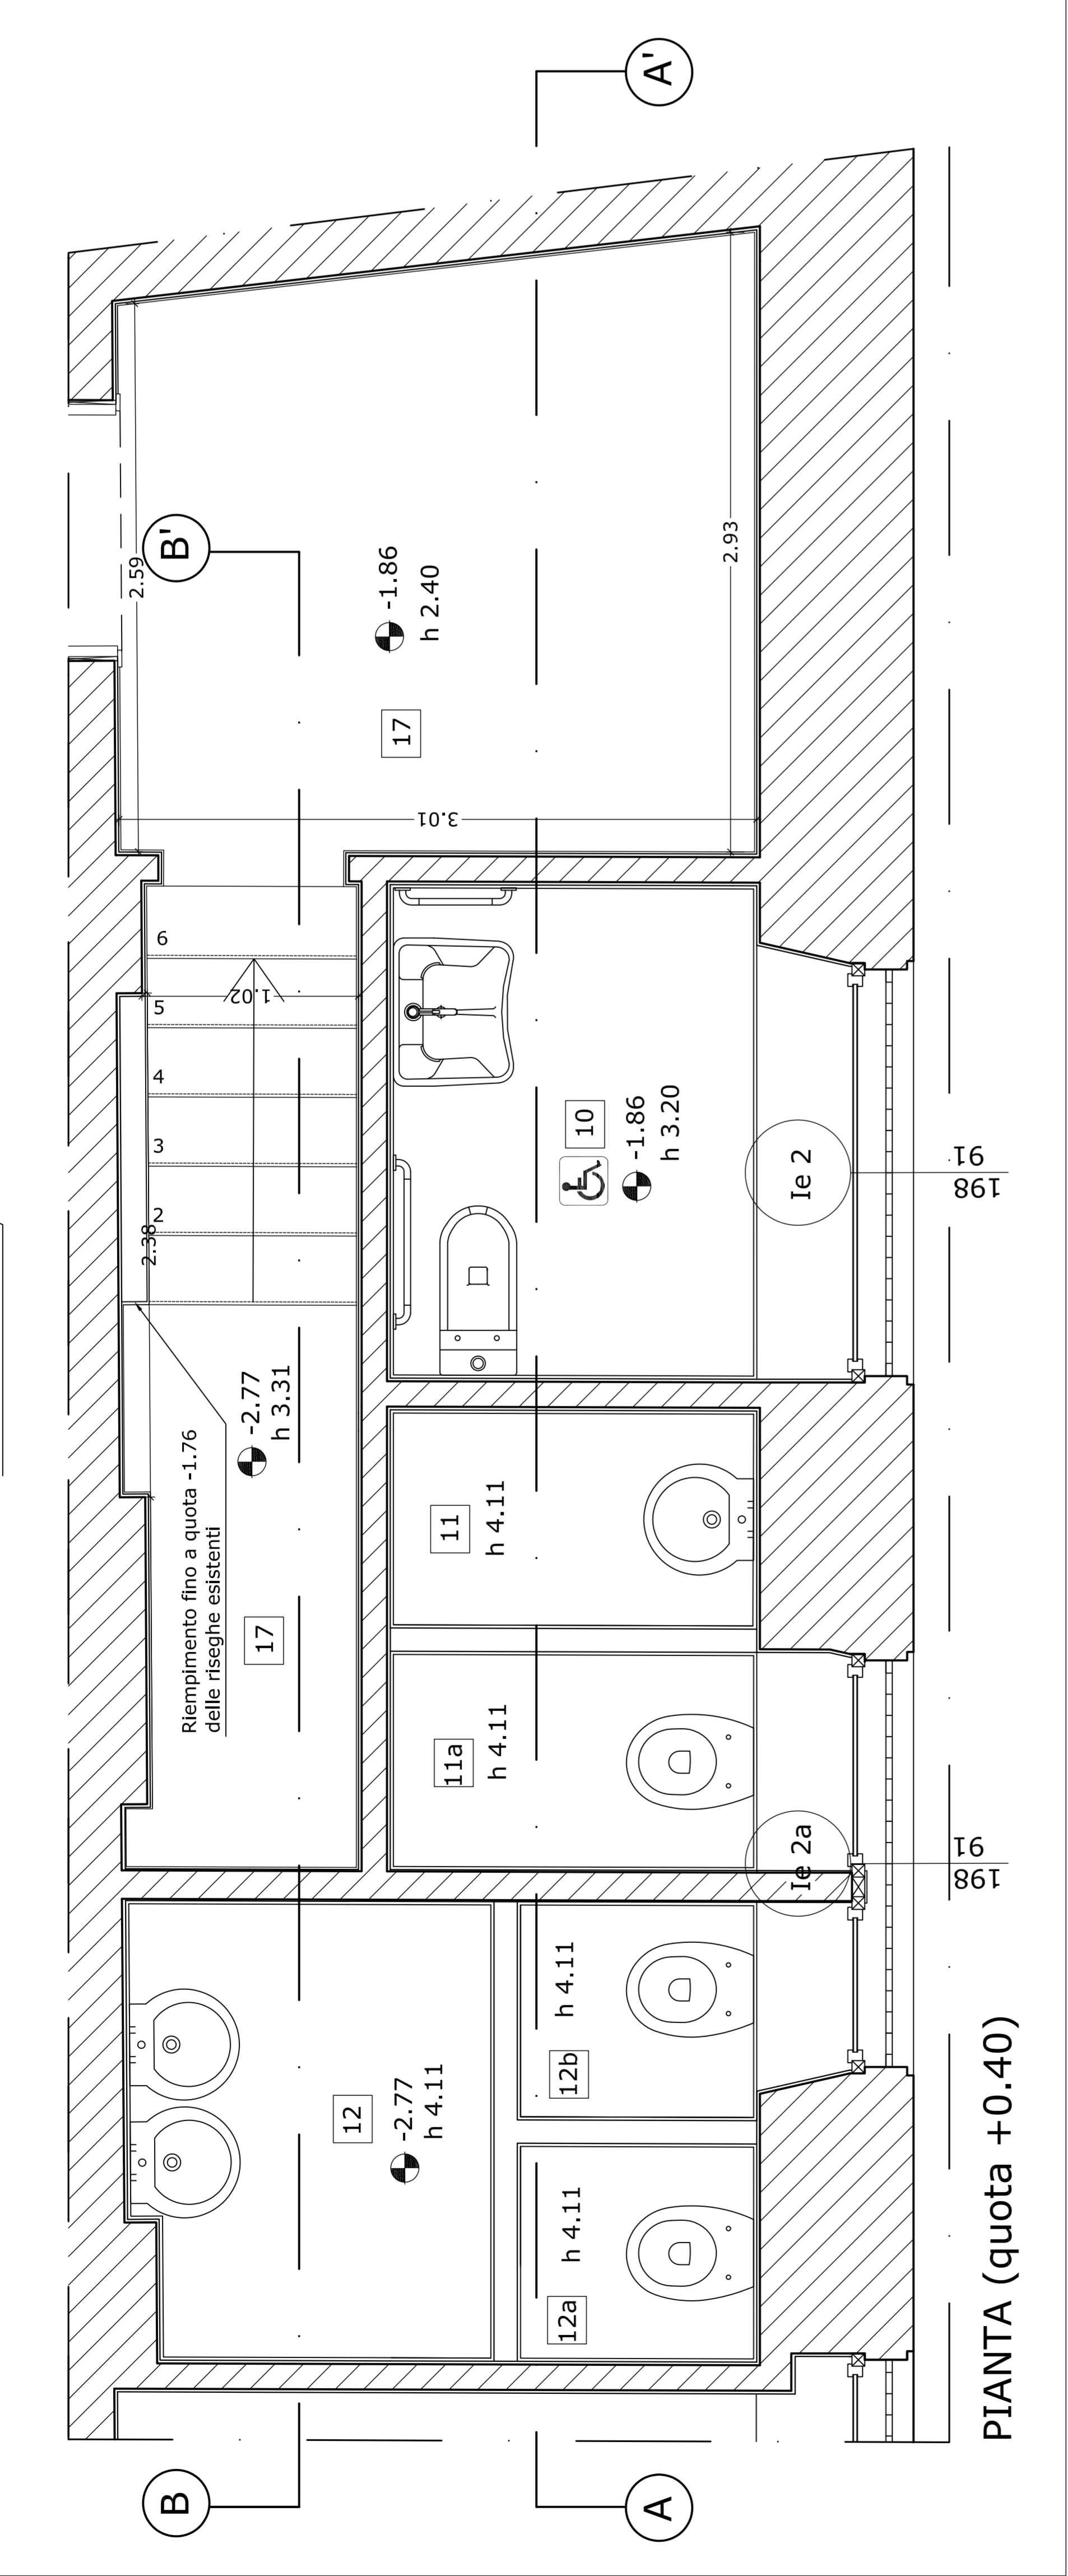 A'
B'
2.59
-1.86
h 2.40
17
2.93
3.01
6
5
4
3
2
1.02
2.38
10
-1.86
h 3.20
Ie 2
91
198
-2.77
h 3.31
Riempimento fino a quota -1.76
delle riseghe esistenti
17
11
h 4.11
11a
h 4.11
Ie 2a
91
198
12
-2.77
h 4.11
12b
h 4.11
12a
h 4.11
B
A
PIANTA (quota +0.40)